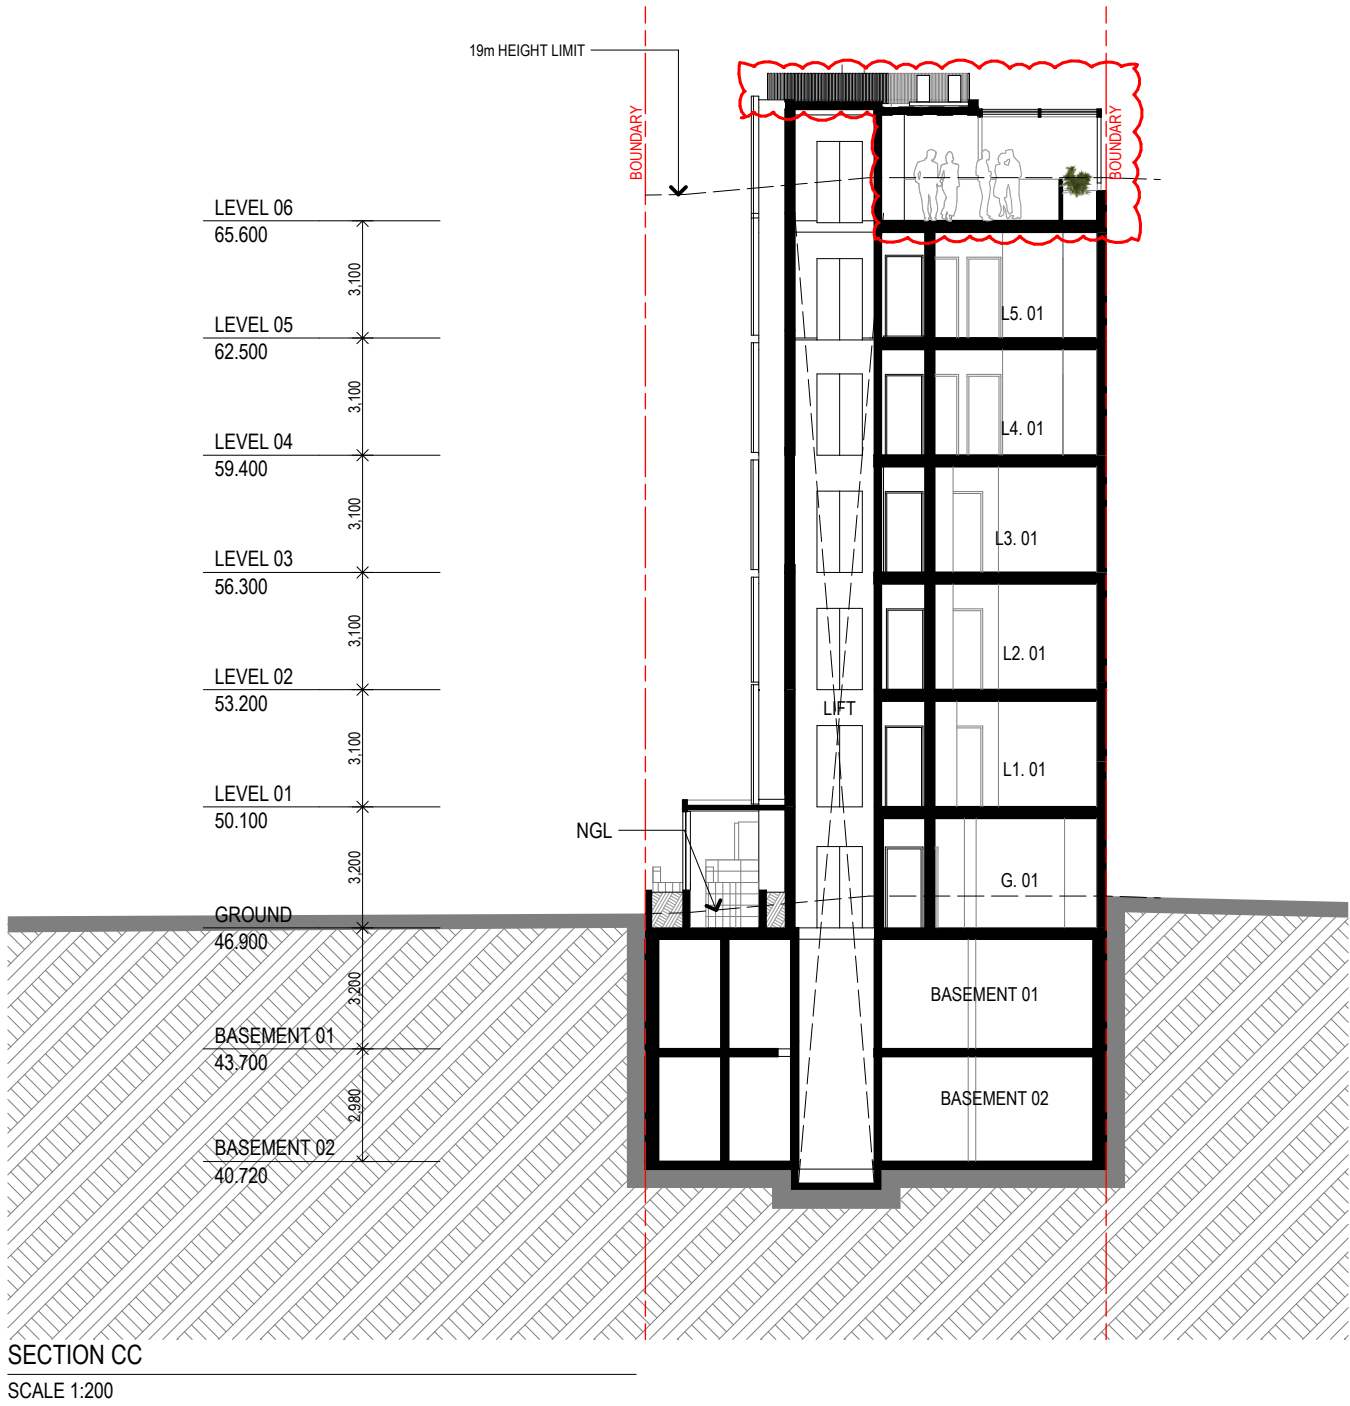 19m HEIGHT LIMIT
BOUNDARY
BOUNDARY
LEVEL 06
65.600
3,100
LEVEL 05
62.500
L5. 01
3,100
LEVEL 04
59.400
L4. 01
3,100
LEVEL 03
56.300
L3. 01
3,100
LEVEL 02
53.200
L2. 01
LIFT
3,100
LEVEL 01
50.100
L1. 01
NGL
3,200
G. 01
GROUND
46.900
3,200
BASEMENT 01
BASEMENT 01
43.700
2,980
BASEMENT 02
BASEMENT 02
40.720
SECTION CC
SCALE 1:200